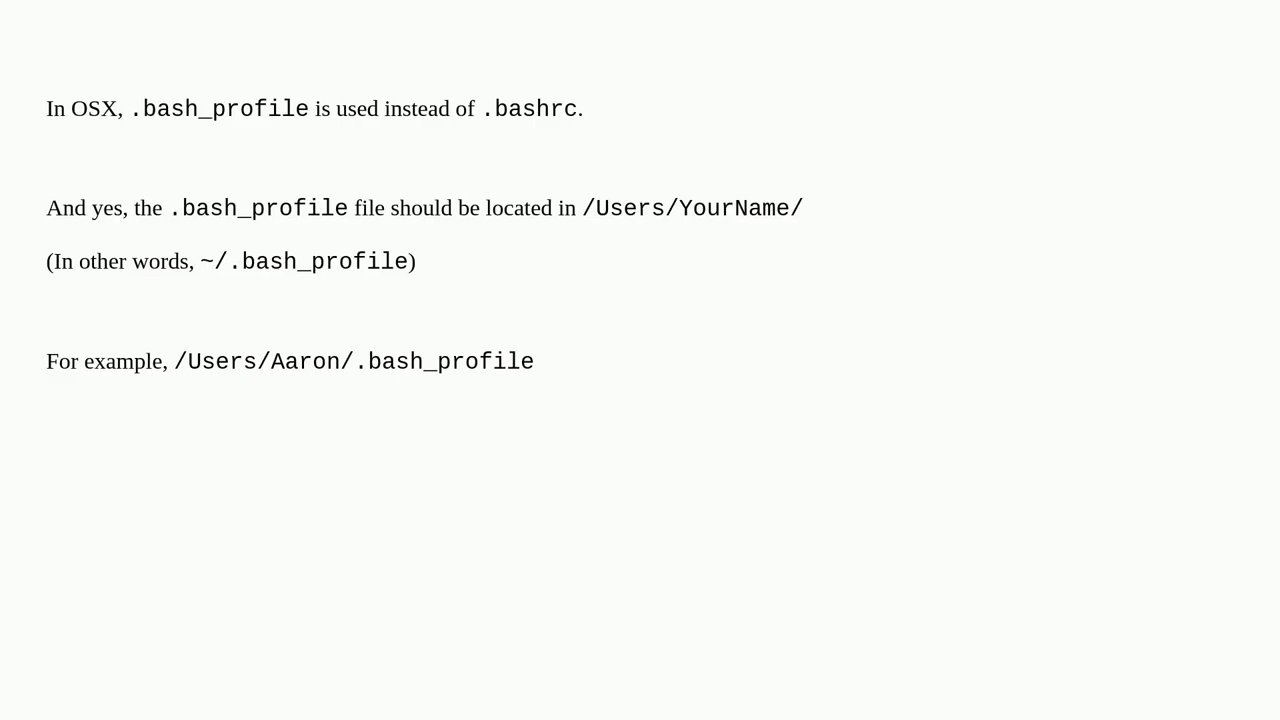 In OSX, .bash_profile is used instead of .bashrc.
And yes, the .bash_profile file should be located in /Users/YourName/
(In other words, ~/.bash_profile)
For example, /Users/Aaron/.bash_profile